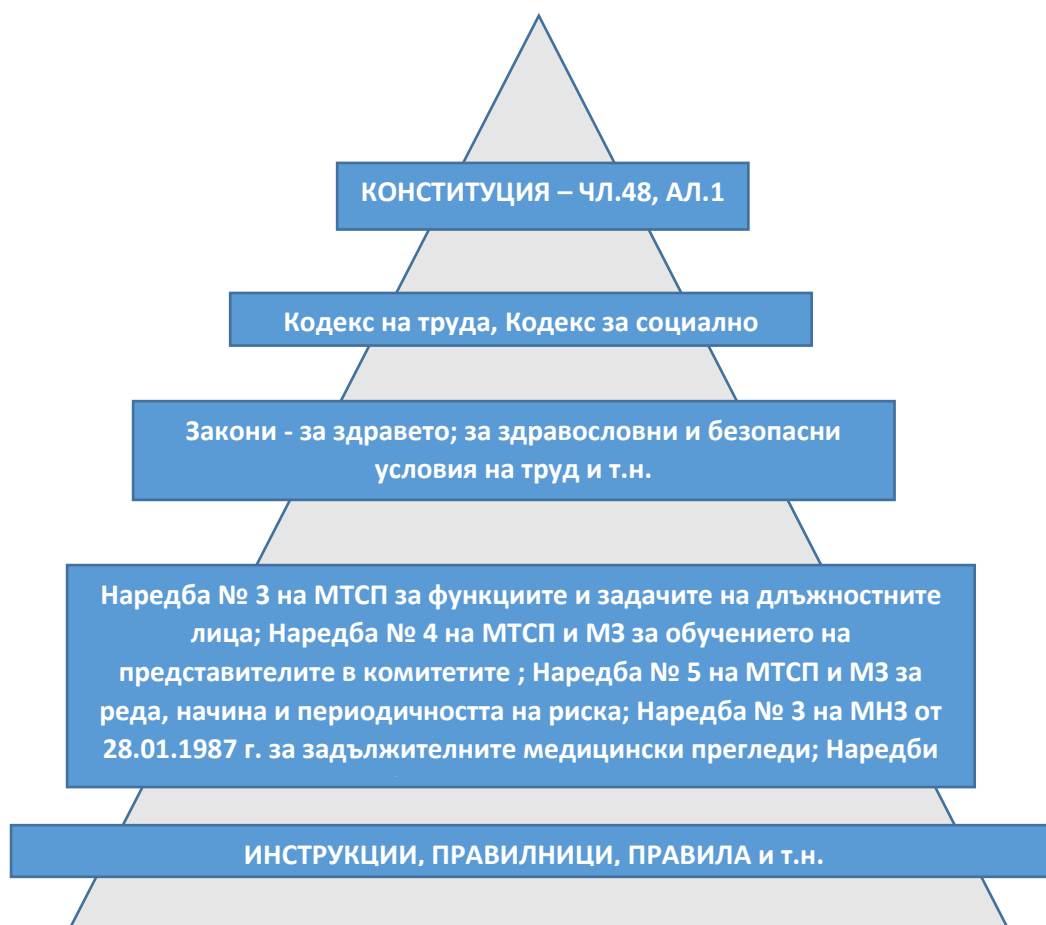 КОНСТИТУЦИЯ – ЧЛ.48, АЛ.1
Кодекс на труда, Кодекс за социално
Закони - за здравето; за здравословни и безопасни
условия на труд и т.н.
Наредба № 3 на МТСП за функциите и задачите на длъжностните
лица; Наредба № 4 на МТСП и МЗ за обучението на
представителите в комитетите ; Наредба № 5 на МТСП и МЗ за
реда, начина и периодичността на риска; Наредба № 3 на МНЗ от
28.01.1987 г. за задължителните медицински прегледи; Наредби
ИНСТРУКЦИИ, ПРАВИЛНИЦИ, ПРАВИЛА и т.н.